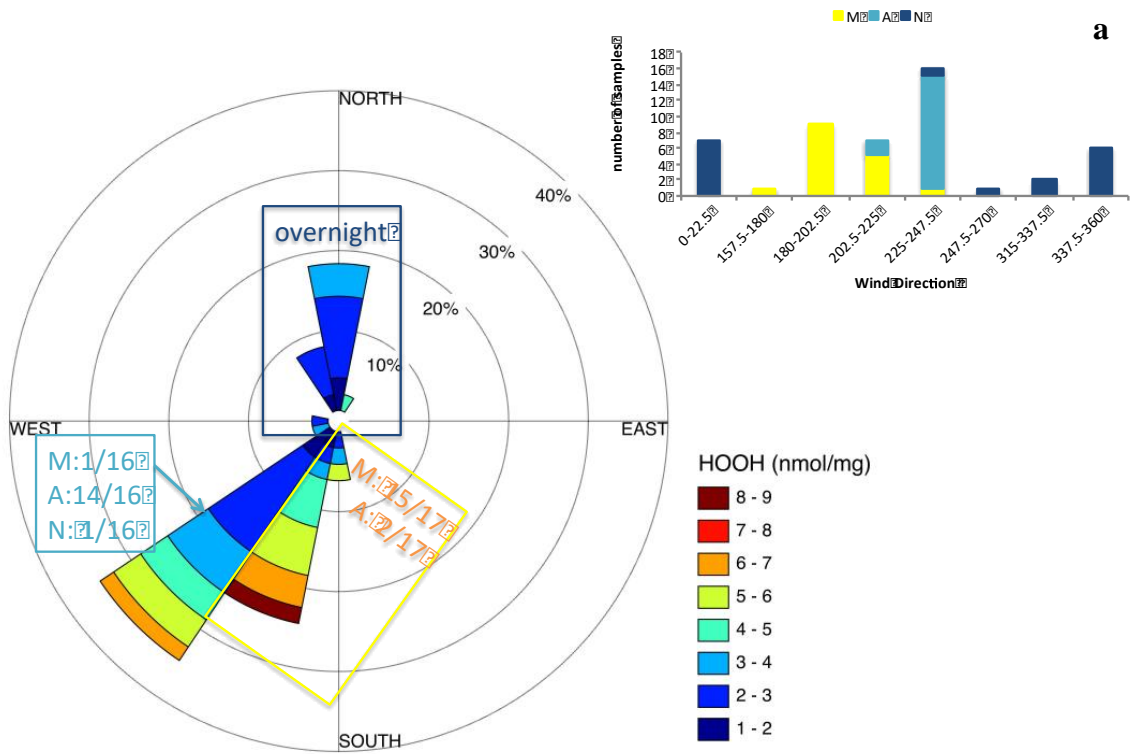 M⍰ A⍰ N⍰
a
number⍰of⍰samples⍰
18⍰
16⍰
14⍰
12⍰
10⍰
8⍰
6⍰
4⍰
2⍰
0⍰
0-22.5⍰
157.5-180⍰
180-202.5⍰
202.5-225⍰
225-247.5⍰
247.5-270⍰
315-337.5⍰
337.5-360⍰
Wind⍰Direction⍰⍰
NORTH
40%
30%
20%
10%
overnight⍰
WEST
EAST
SOUTH
M:1/16⍰
A:14/16⍰
N:⍰1/16⍰
M:⍰15/17⍰
A:⍰2/17⍰
HOOH (nmol/mg)
8 - 9
7 - 8
6 - 7
5 - 6
4 - 5
3 - 4
2 - 3
1 - 2